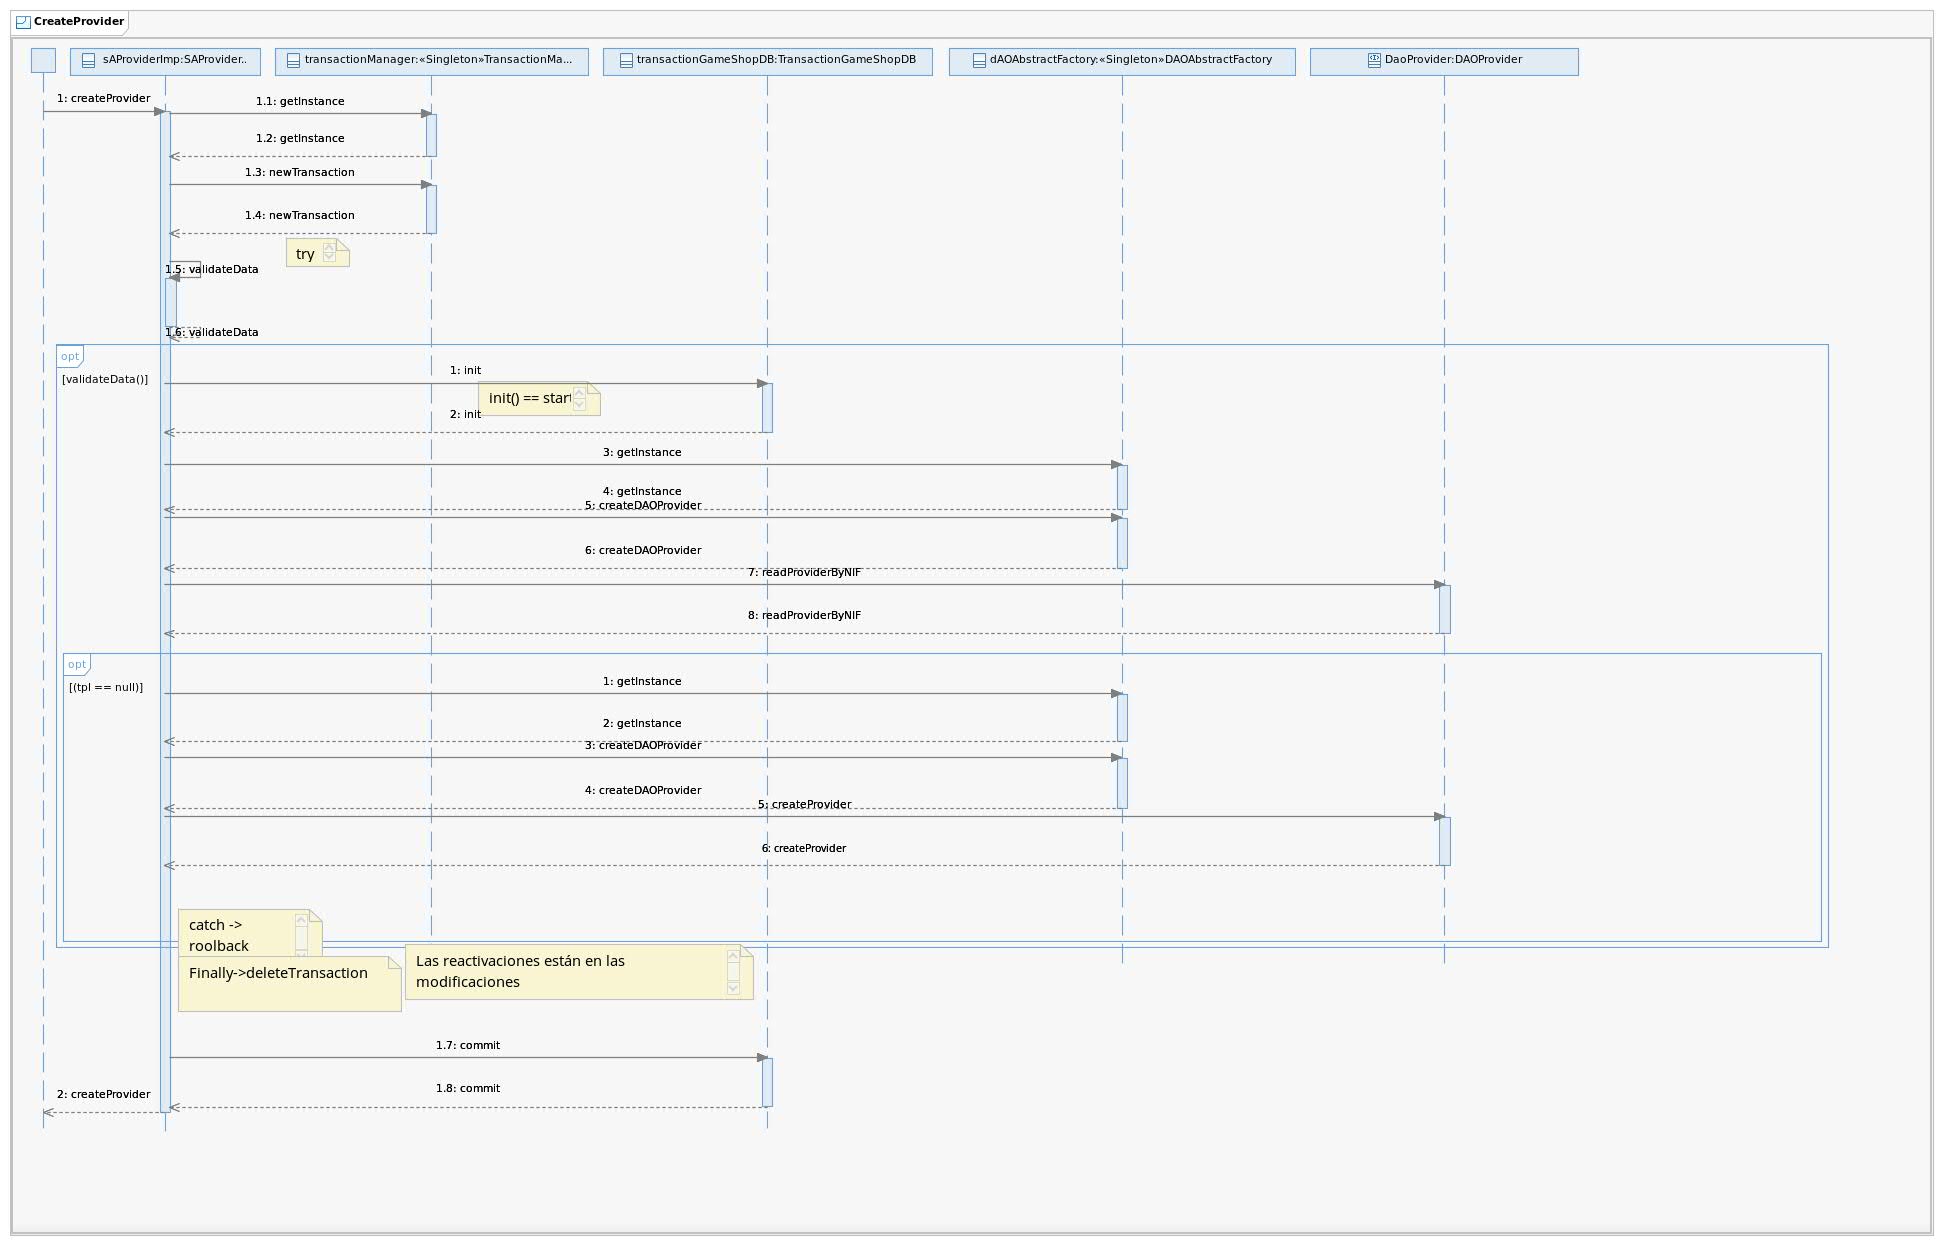 CreateProvider
sAProviderImp:SAProvider..
transactionManager:«Singleton»TransactionMa...
transactionGameShopDB:TransactionGameShopDB
dAOAbstractFactory:«Singleton»DAOAbstractFactory
DaoProvider:DAOProvider
1: createProvider
1.1: getInstance
1.2: getInstance
1.3: newTransaction
1.4: newTransaction
try
1.5: validateData
1.6: validateData
opt
[validateData()]
1: init
init() == start
2: init
3: getInstance
4: getInstance
5: createDAOProvider
6: createDAOProvider
7: readProviderByNIF
8: readProviderByNIF
opt
[(tpl == null)]
1: getInstance
2: getInstance
3: createDAOProvider
4: createDAOProvider
5: createProvider
6: createProvider
catch ->
roolback
Finally->deleteTransaction
Las reactivaciones están en las
modificaciones
1.7: commit
1.8: commit
2: createProvider